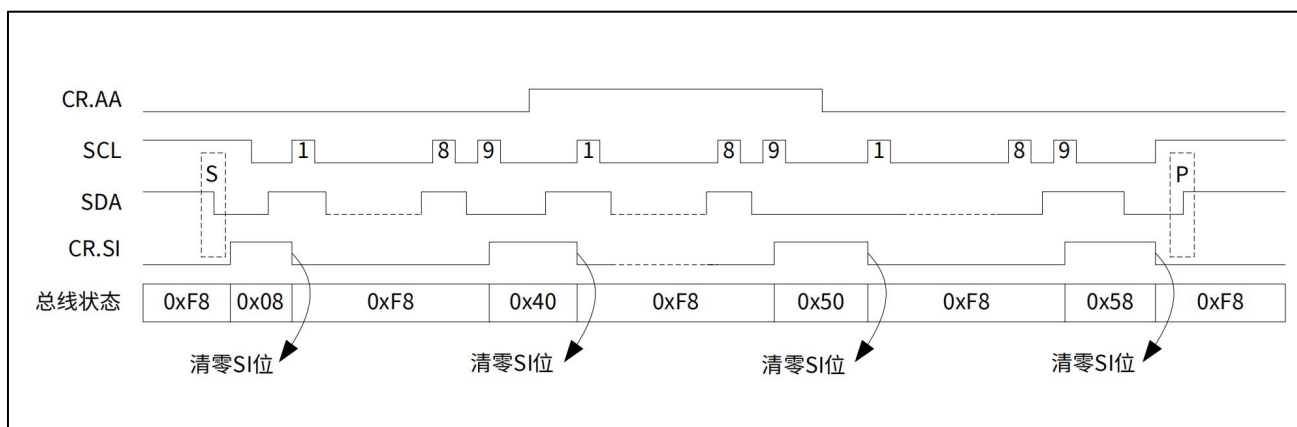 CR.AA
SCL 1 8 9 1 8 9 1 8 9
S P
SDA
CR.SI
总线状态 0xF8 0x08 0xF8 0x40 0xF8 0x50 0xF8 0x58 0xF8
清零SI位 清零SI位 清零SI位 清零SI位